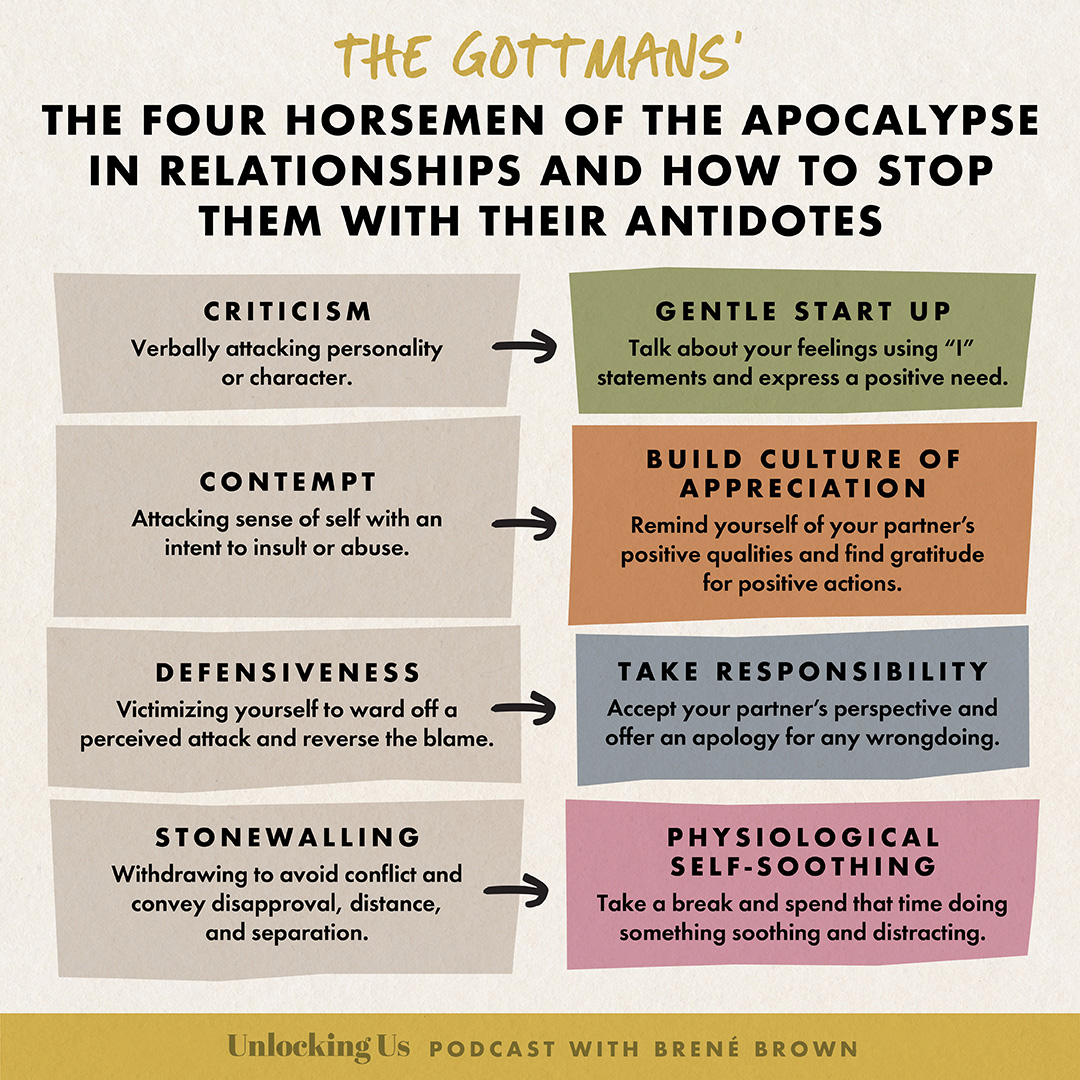 THE GOTTMANS'
THE FOUR HORSEMEN OF THE APOCALYPSE
IN RELATIONSHIPS AND HOW TO STOP
THEM WITH THEIR ANTIDOTES
CRITICISM
Verbally attacking personality
or character.
GENTLE START UP
Talk about your feelings using “I”
statements and express a positive need.
CONTEMPT
Attacking sense of self with an
intent to insult or abuse.
BUILD CULTURE OF
APPRECIATION
Remind yourself of your partner’s
positive qualities and find gratitude
for positive actions.
DEFENSIVENESS
Victimizing yourself to ward off a
perceived attack and reverse the blame.
TAKE RESPONSIBILITY
Accept your partner’s perspective and
offer an apology for any wrongdoing.
STONEWALLING
Withdrawing to avoid conflict and
convey disapproval, distance,
and separation.
PHYSIOLOGICAL
SELF-SOOTHING
Take a break and spend that time doing
something soothing and distracting.
Unlocking Us PODCAST WITH BRENÉ BROWN